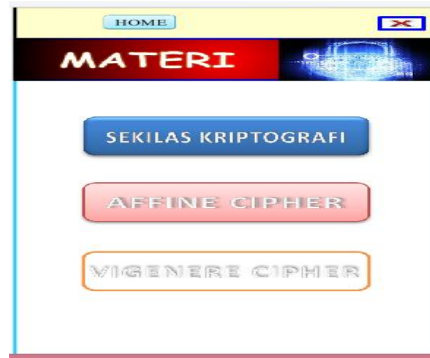 HOME
MATERI
SEKILAS KRIPTOGRAFI
AFFINE CIPHER
VIGENERE CIPHER